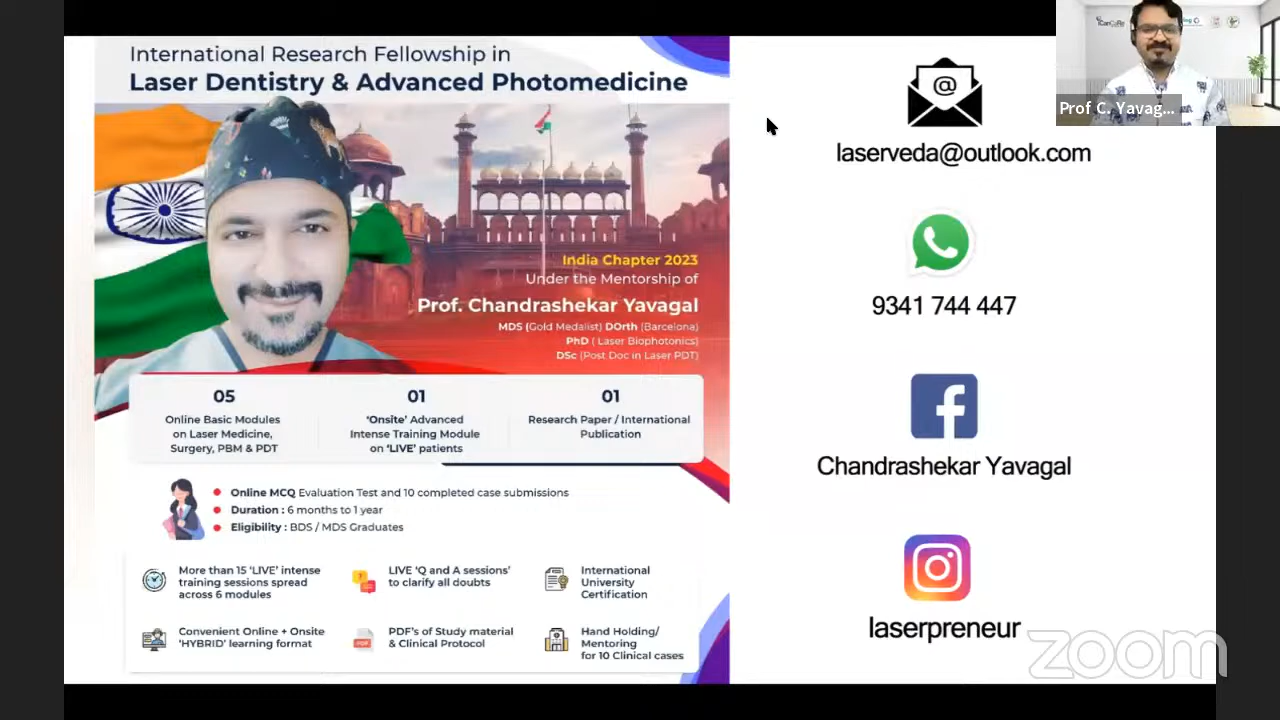 International Research Fellowship in
Laser Dentistry & Advanced Photomedicine
India Chapter 2023
Under the Mentorship of
Prof. Chandrashekar Yavagal
MDS (Gold Medalist) DOrth (Barcelona)
PhD ( Laser Biophotonics)
DSc (Post Doc in Laser PDT)
05
Online Basic Modules
on Laser Medicine,
Surgery, PBM & PDT
01
‘Onsite’ Advanced
Intense Training Module
on ‘LIVE’ patients
01
Research Paper / International
Publication
Online MCQ Evaluation Test and 10 completed case submissions
Duration : 6 months to 1 year
Eligibility : BDS / MDS Graduates
More than 15 ‘LIVE’ intense
training sessions spread
across 6 modules
LIVE ‘Q and A sessions’
to clarify all doubts
International
University
Certification
Convenient Online + Onsite
‘HYBRID’ learning format
PDF
PDF’s of Study material
& Clinical Protocol
Hand Holding/
Mentoring
for 10 Clinical cases
@
laserveda@outlook.com
9341 744 447
Chandrashekar Yavagal
laserpreneur
iCanCaRe
Prof C. Yavag...
zoom